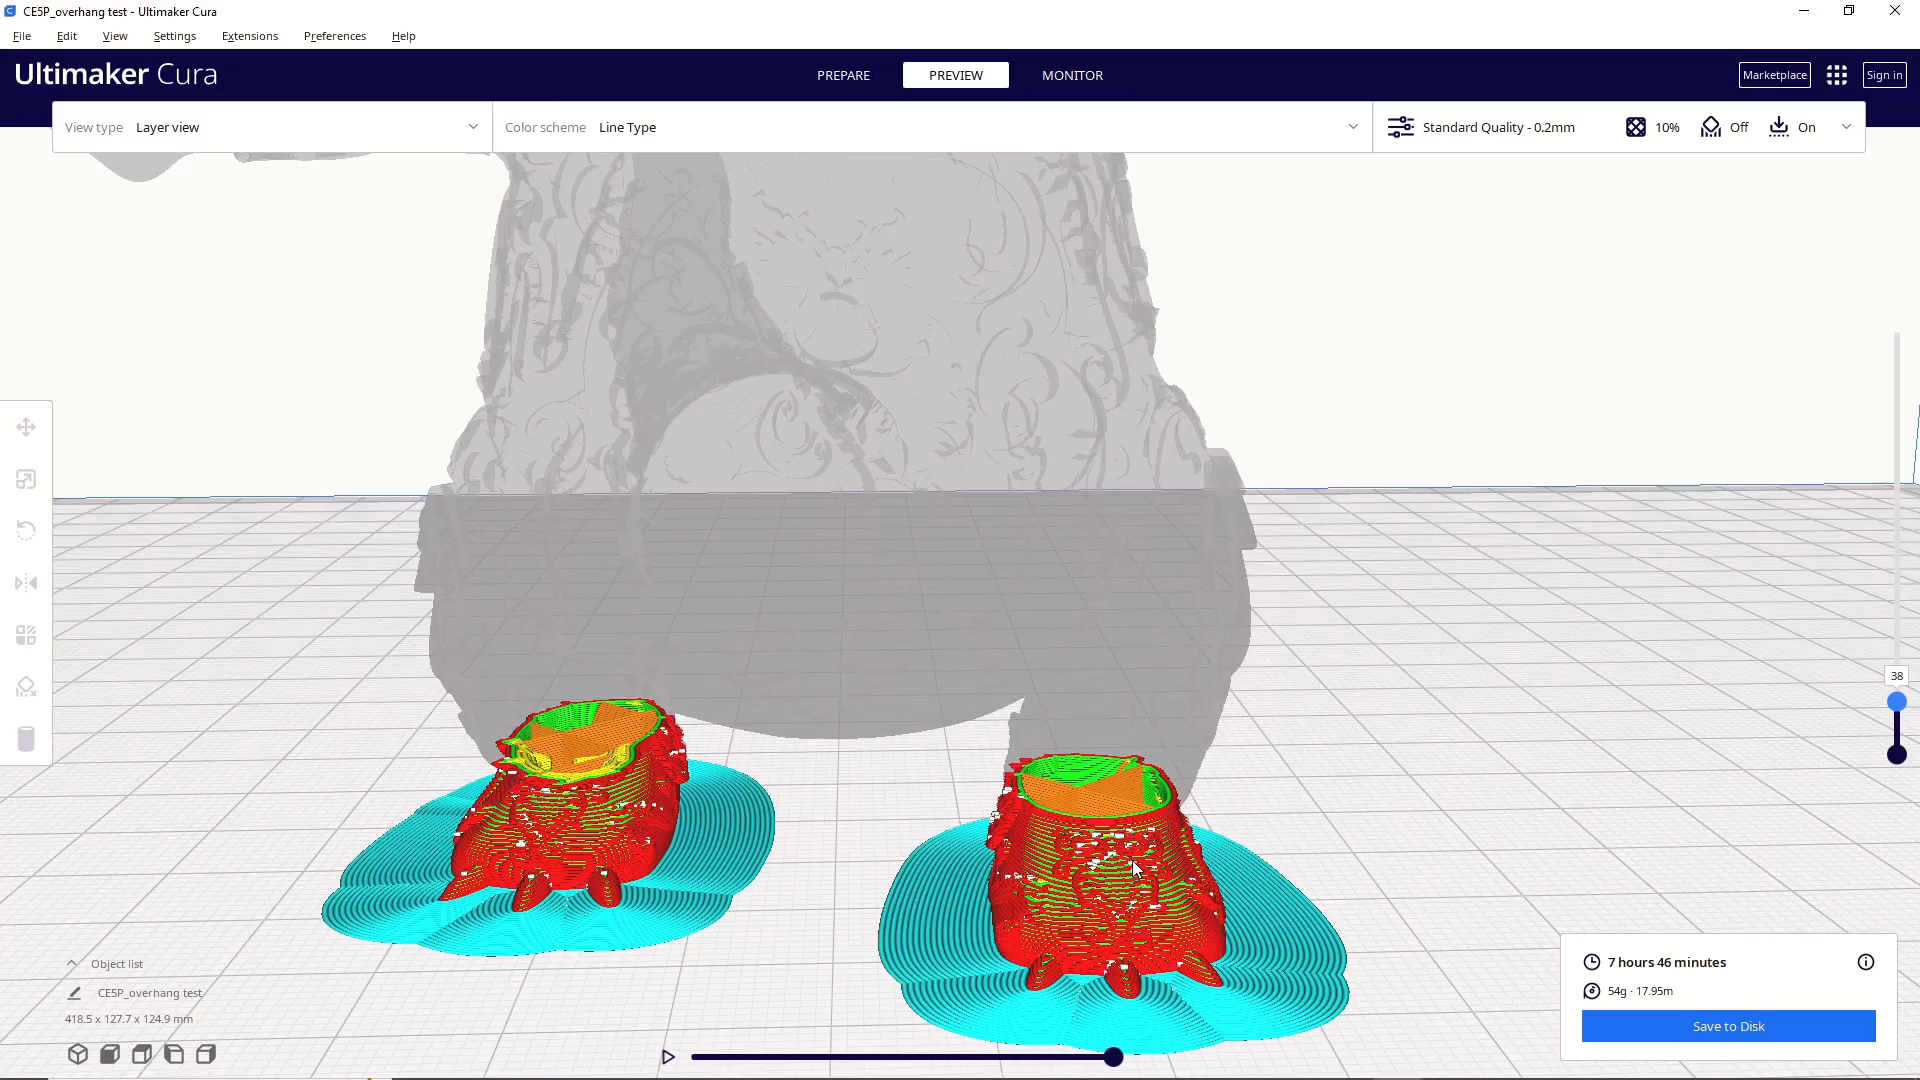 CE5P_overhang test - Ultimaker Cura
File Edit View Settings Extensions Preferences Help
Ultimaker Cura
PREPARE PREVIEW MONITOR
Marketplace Sign in
View type Layer view
Color scheme Line Type
Standard Quality - 0.2mm 10% Off On
38
Object list
CE5P_overhang test
418.5 x 127.7 x 124.9 mm
7 hours 46 minutes
54g · 17.95m
Save to Disk